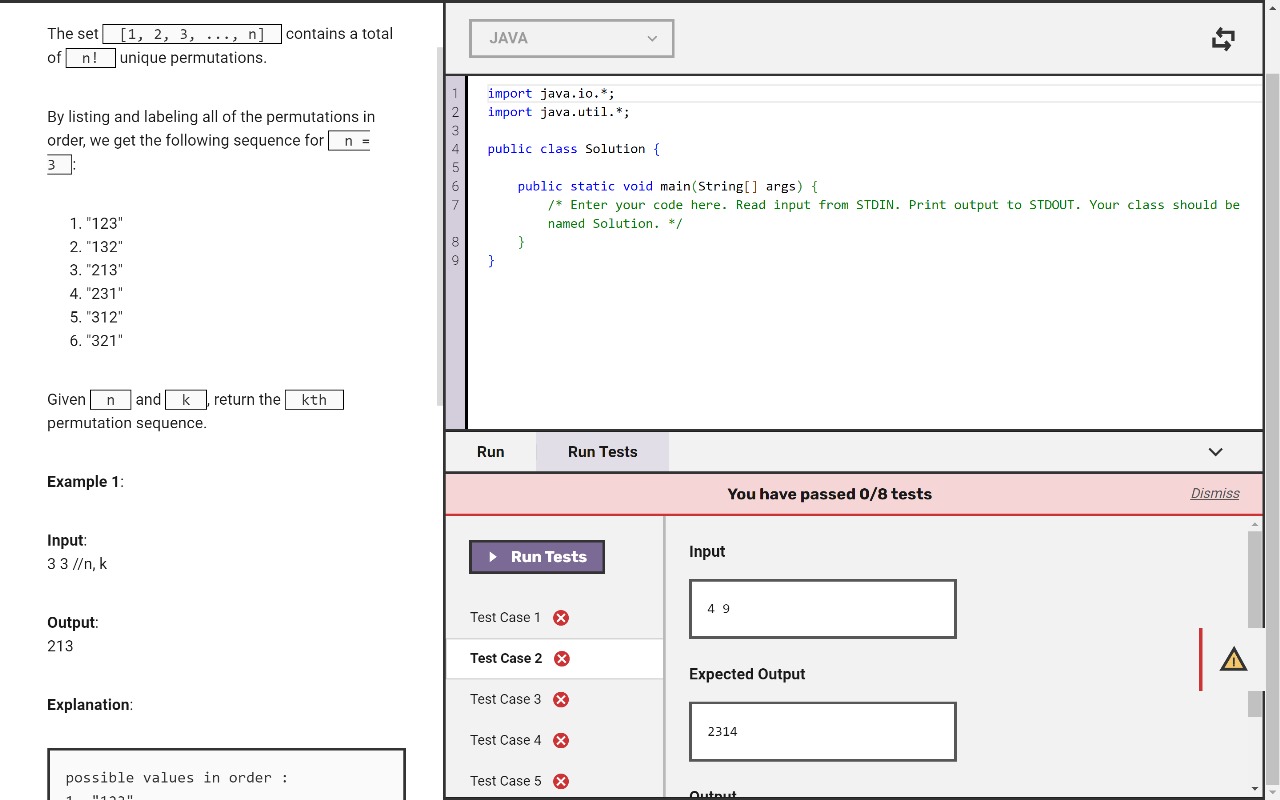 The set [1, 2, 3, ..., n] contains a total
of n! unique permutations.
By listing and labeling all of the permutations in
order, we get the following sequence for n =
3 :
1. "123"
2. "132"
3. "213"
4. "231"
5. "312"
6. "321"
Given n and k , return the kth
permutation sequence.
Example 1:
Input:
3 3 //n, k
Output:
213
Explanation:
possible values in order :
1. "123"
JAVA
1 import java.io.*;
2 import java.util.*;
3
4 public class Solution {
5
6 public static void main(String[] args) {
7 /* Enter your code here. Read input from STDIN. Print output to STDOUT. Your class should be
named Solution. */
8 }
9 }
Run
Run Tests
You have passed 0/8 tests
Dismiss
Run Tests
Test Case 1
Test Case 2
Test Case 3
Test Case 4
Test Case 5
Input
4 9
Expected Output
2314
Output